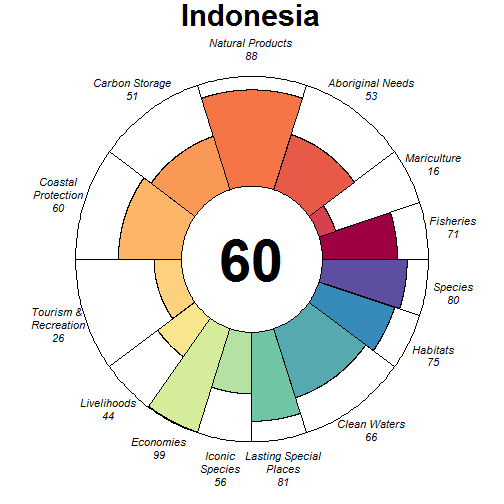 Indonesia
Natural Products
88
Carbon Storage
51
Aboriginal Needs
53
Mariculture
16
Coastal
Protection
60
Fisheries
71
60
Species
80
Tourism &
Recreation
26
Habitats
75
Livelihoods
44
Clean Waters
66
Economies
99
Iconic
Species
56
Lasting Special
Places
81